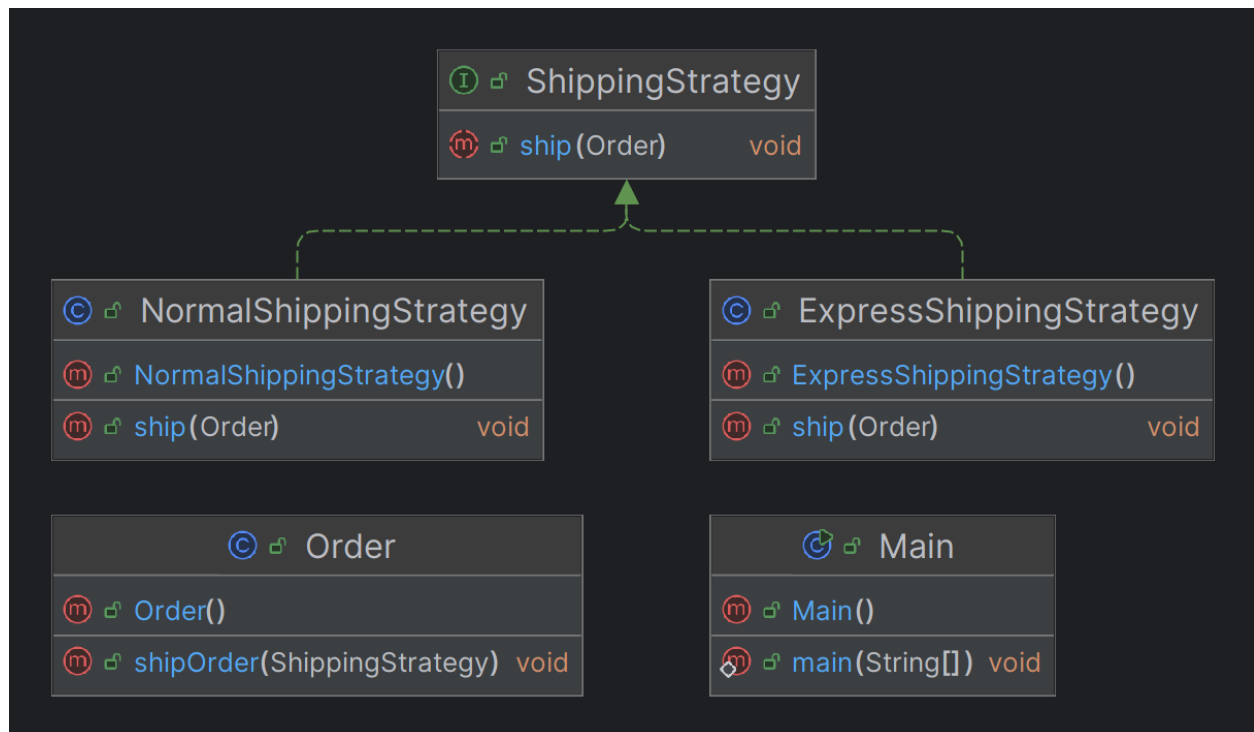 I ShippingStrategy
m ship(Order) void
C NormalShippingStrategy
m NormalShippingStrategy()
m ship(Order) void
C ExpressShippingStrategy
m ExpressShippingStrategy()
m ship(Order) void
C Order
m Order()
m shipOrder(ShippingStrategy) void
C Main
m Main()
m main(String[]) void